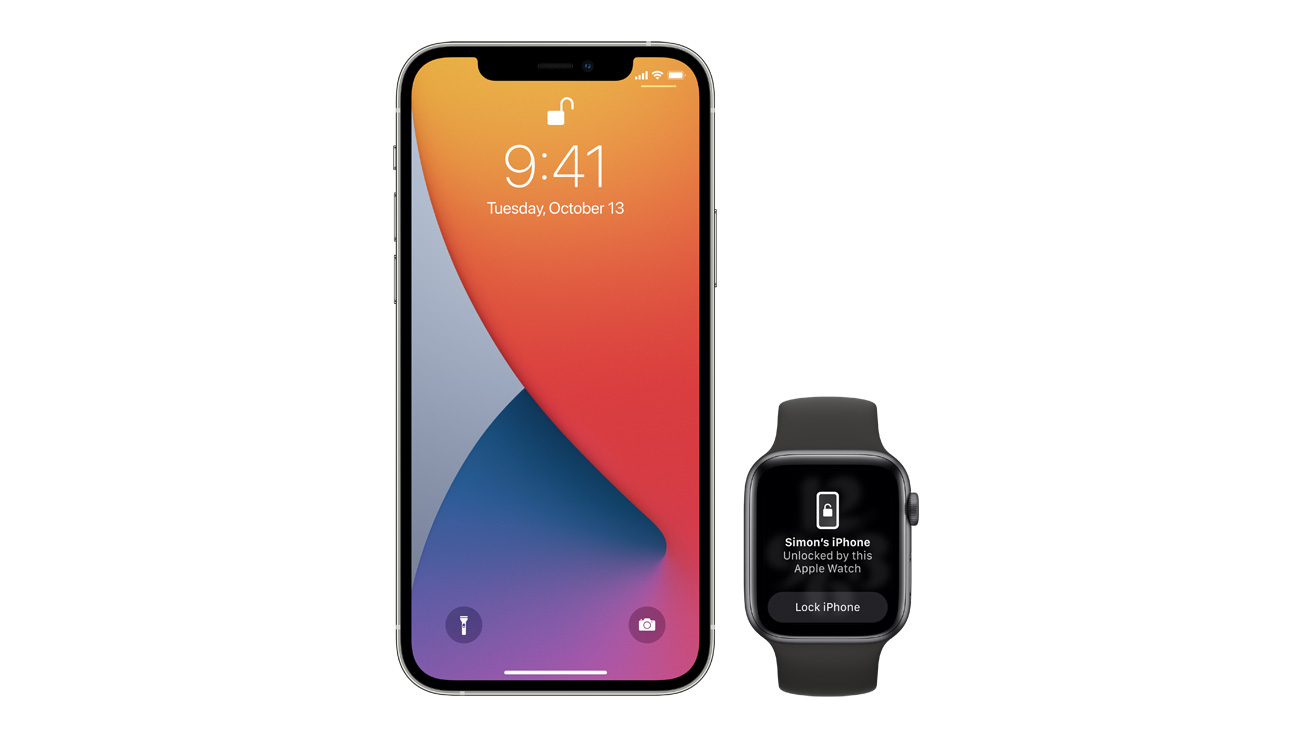 9:41
Tuesday, October 13
Simon's iPhone
Unlocked by this
Apple Watch
Lock iPhone